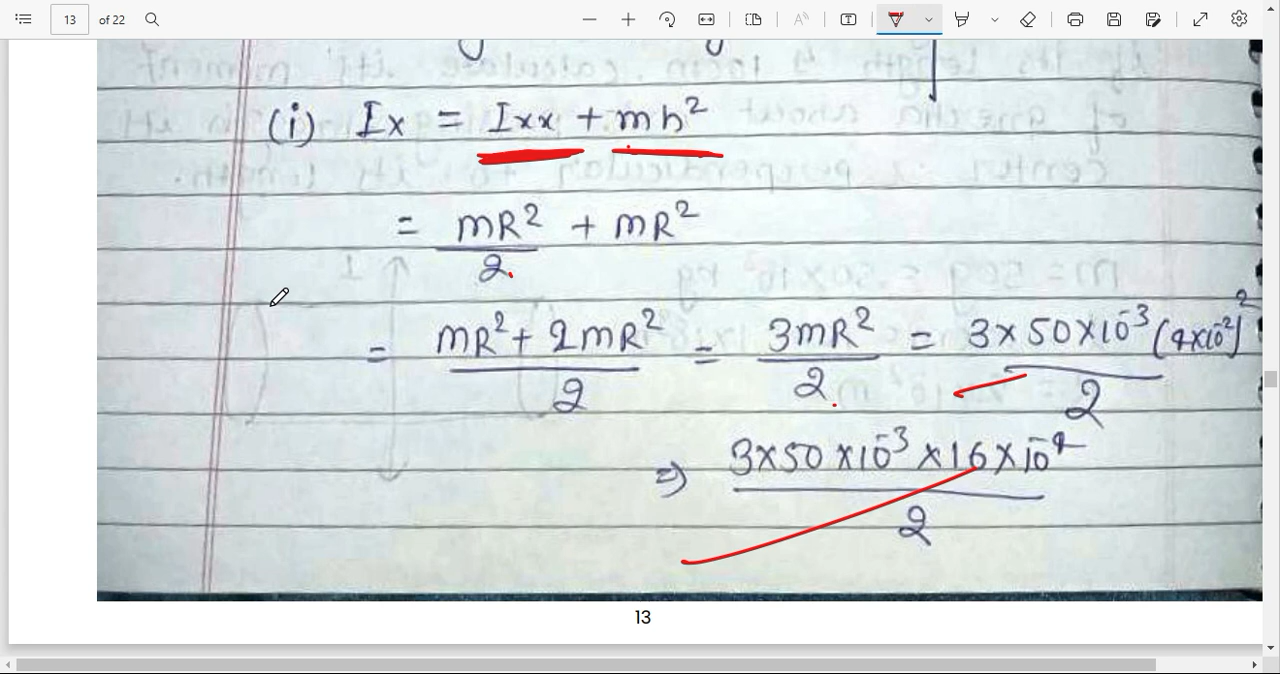 13 of 22
(i) Ix = Ixx + mh²
= mR²/2 + mR²
= mR² + 2mR²/2 = 3mR²/2 = 3×50×10⁻³(4×10⁻²)²/2
⇒ 3×50×10⁻³×16×10⁻⁴/2
13